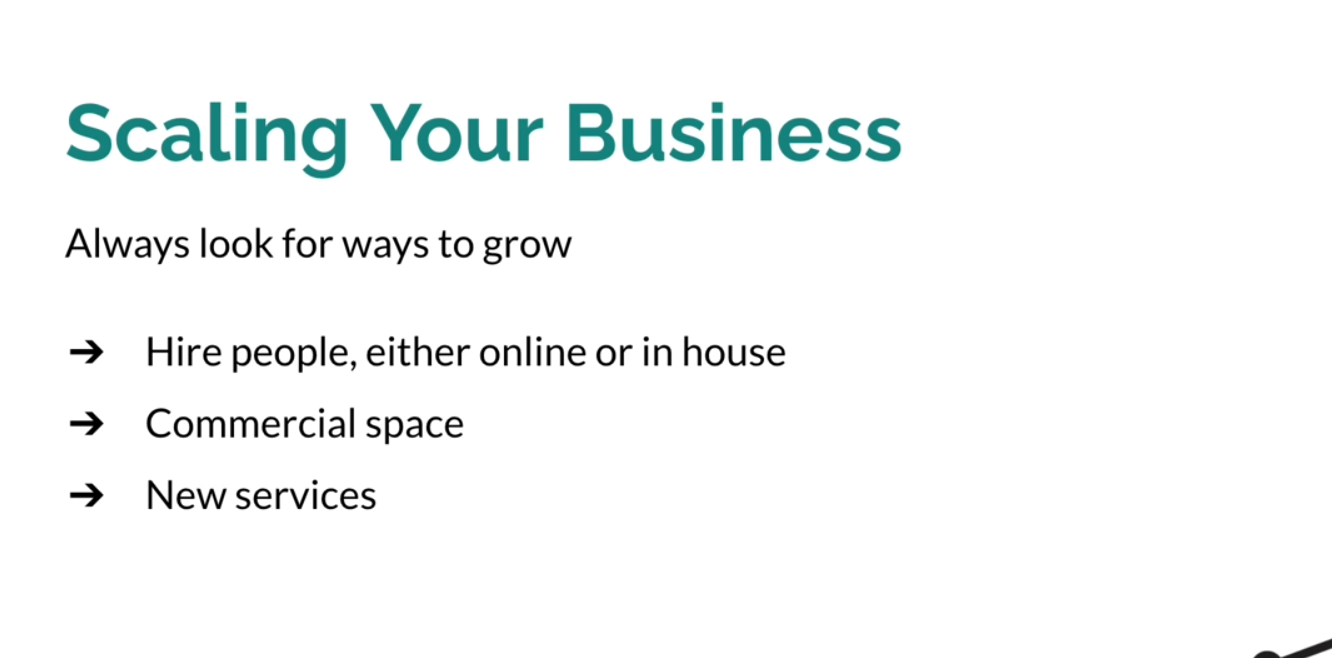 Scaling Your Business
Always look for ways to grow
➔ Hire people, either online or in house
➔ Commercial space
➔ New services